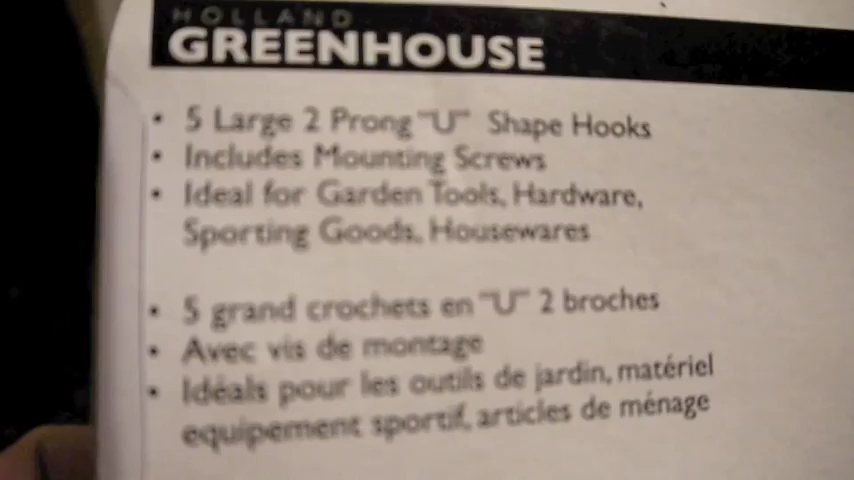 HOLLAND
GREENHOUSE
• 5 Large 2 Prong "U" Shape Hooks
• Includes Mounting Screws
• Ideal for Garden Tools, Hardware,
Sporting Goods, Housewares
• 5 grand crochets en "U" 2 broches
• Avec vis de montage
• Idéals pour les outils de jardin, matériel
equipement sportif, articles de ménage